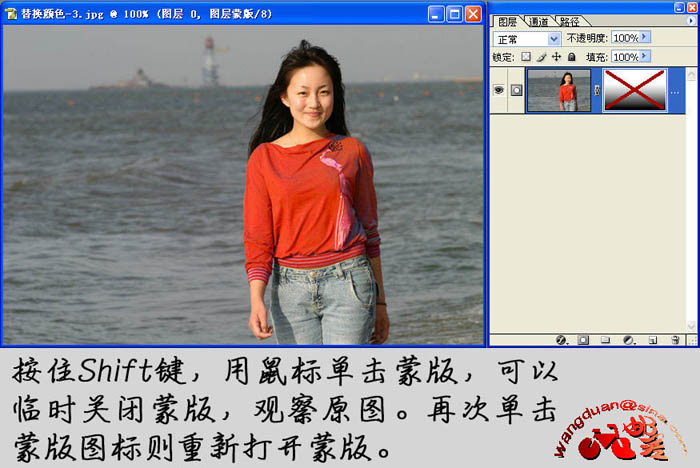 替换颜色-3.jpg @ 100% (图层 0, 图层蒙版/8)
图层 通道 路径
正常 不透明度: 100%
锁定: 填充: 100%
按住Shift键，用鼠标单击蒙版，可以
临时关闭蒙版，观察原图。再次单击
蒙版图标则重新打开蒙版。
wangduan@sina.com